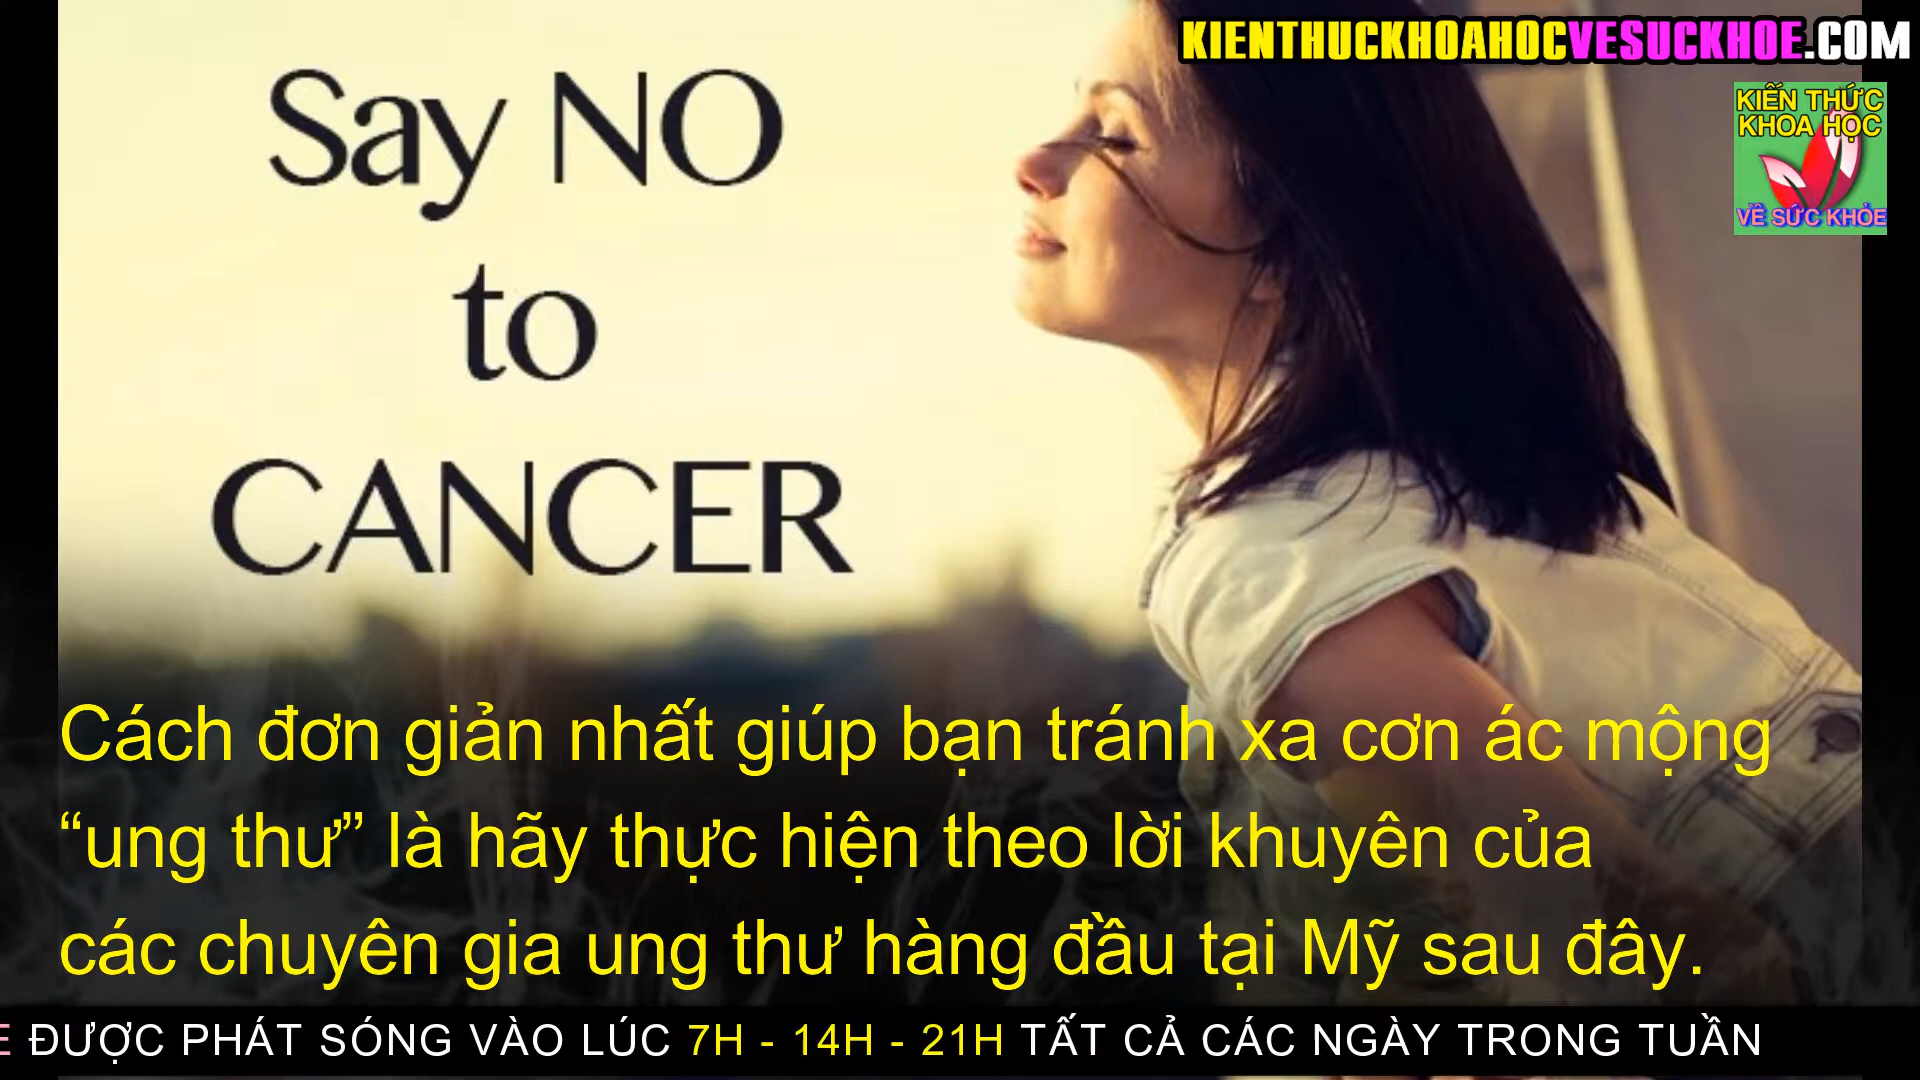 KIENTHUCKHOAHOCVESUCKHOE.COM
KIẾN THỨC
KHOA HỌC
VỀ SỨC KHỎE
Say NO
to
CANCER
Cách đơn giản nhất giúp bạn tránh xa cơn ác mộng
“ung thư” là hãy thực hiện theo lời khuyên của
các chuyên gia ung thư hàng đầu tại Mỹ sau đây.
E ĐƯỢC PHÁT SÓNG VÀO LÚC 7H - 14H - 21H TẤT CẢ CÁC NGÀY TRONG TUẦN